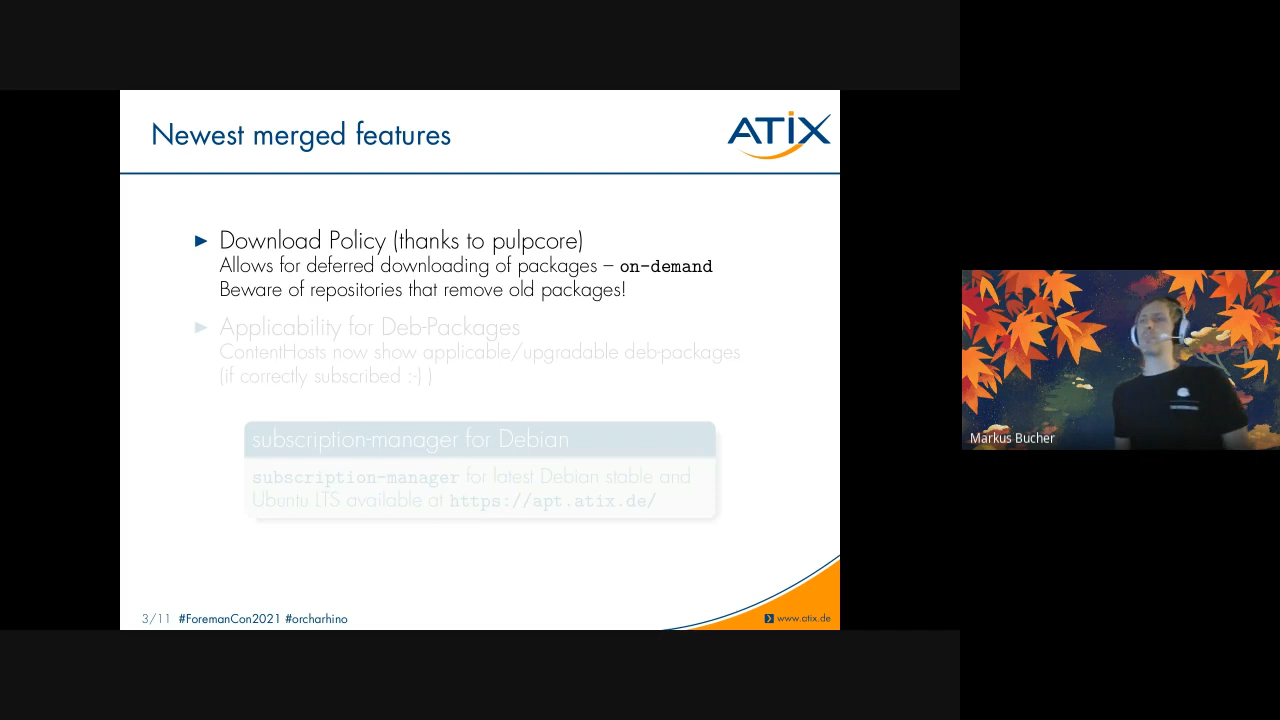 Newest merged features
ATIX
► Download Policy (thanks to pulpcore)
Allows for deferred downloading of packages – on-demand
Beware of repositories that remove old packages!
► Applicability for Deb-Packages
ContentHosts now show applicable/upgradable deb-packages
(if correctly subscribed :-) )
subscription-manager for Debian
subscription-manager for latest Debian stable and
Ubuntu LTS available at https://apt.atix.de/
3/11 #ForemanCon2021 #orcharhino
www.atix.de
Markus Bucher